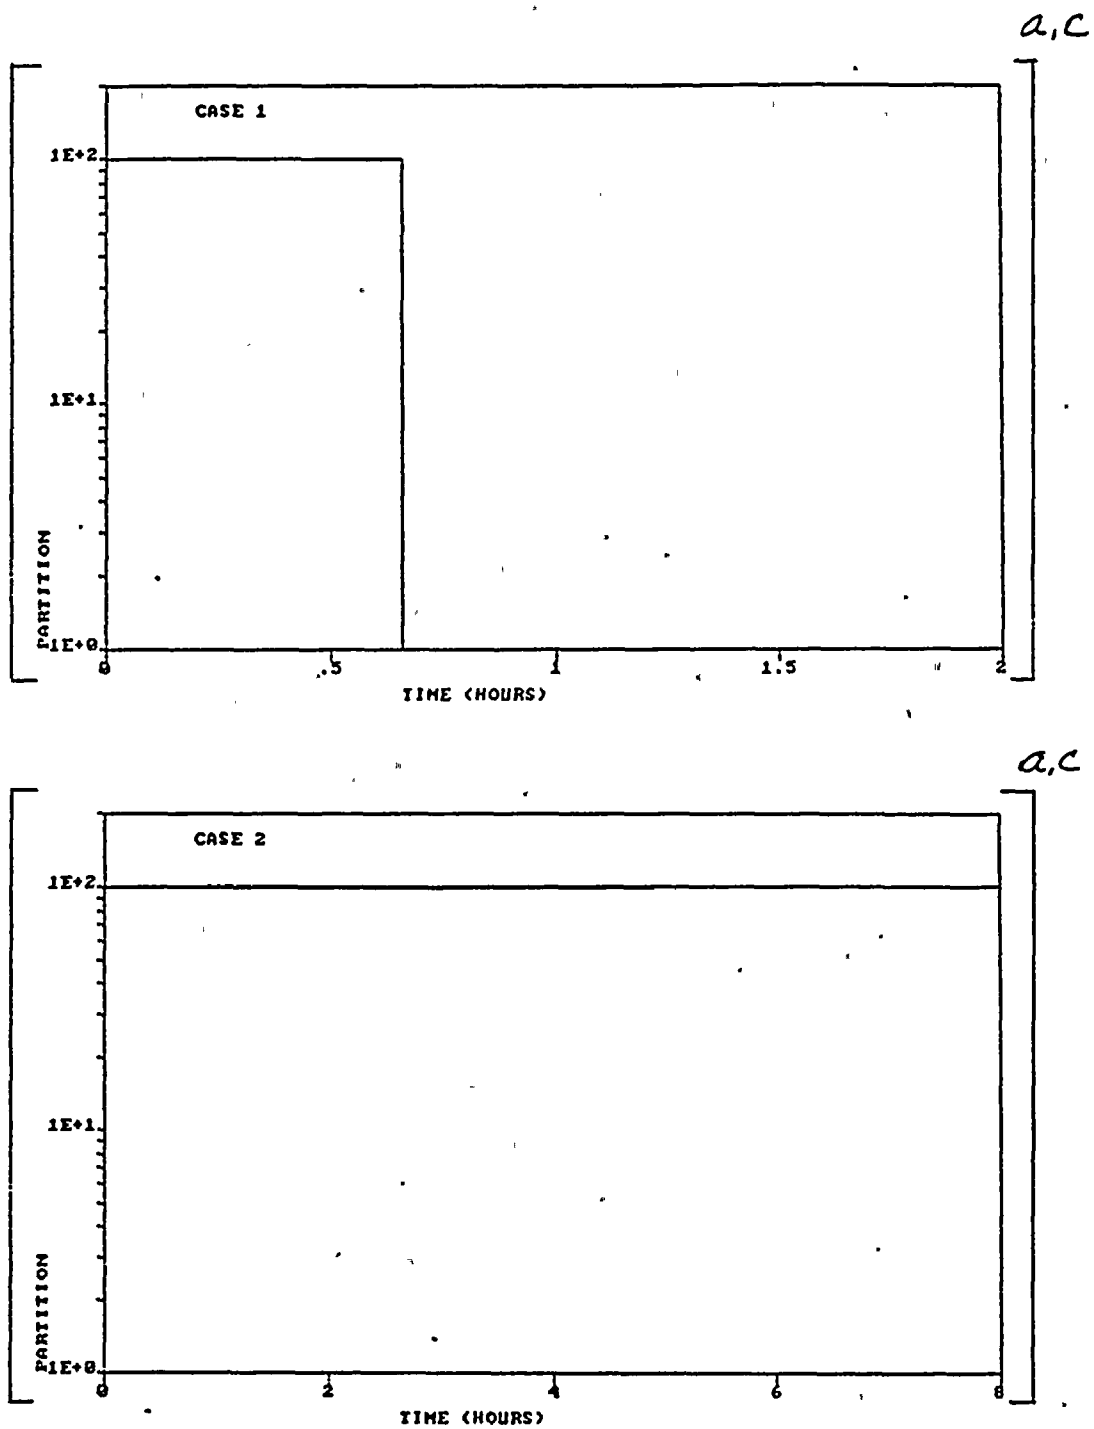 a,c
CASE 1
1E+2
1E+1
1E+0
PARTITION
0 .5 1 1.5 2
TIME (HOURS)
a,c
CASE 2
1E+2
1E+1
1E+0
PARTITION
0 2 4 6 8
TIME (HOURS)